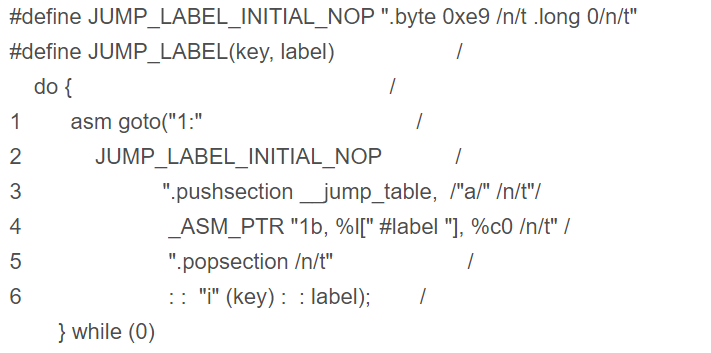 #define JUMP_LABEL_INITIAL_NOP ".byte 0xe9 /n/t .long 0/n/t"
#define JUMP_LABEL(key, label) /
do { /
1 asm goto("1:" /
2 JUMP_LABEL_INITIAL_NOP /
3 ".pushsection __jump_table, /"a/" /n/t"/
4 _ASM_PTR "1b, %l[" #label "], %c0 /n/t" /
5 ".popsection /n/t" /
6 : : "i" (key) : : label); /
} while (0)